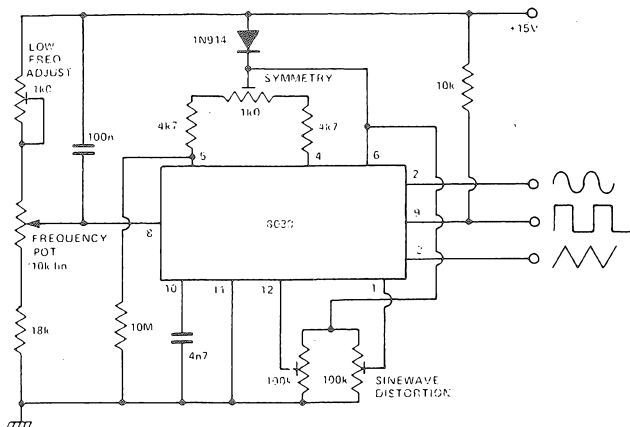 +15V
1N914
LOW
FREQ
ADJUST
1k0
SYMMETRY
1k0
10k
100n
4k7
4k7
5
4
6
2
8
9
FREQUENCY
POT
10k lin
10
11
12
1
18k
10M
4n7
100k
100k
SINEWAVE
DISTORTION